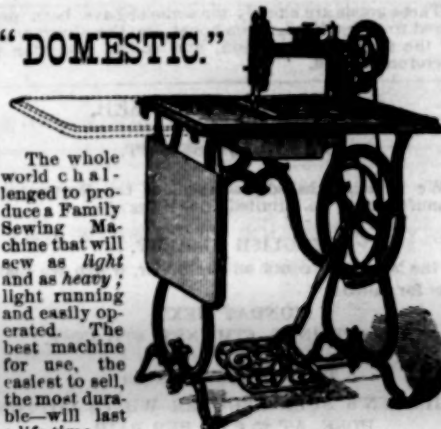 “DOMESTIC.”
The whole
world chal-
lenged to pro-
duce a Family
Sewing Ma-
chine that will
sew as light
and as heavy;
light running
and easily op-
erated. The
best machine
for use, the
easiest to sell,
the most dura-
ble—will last